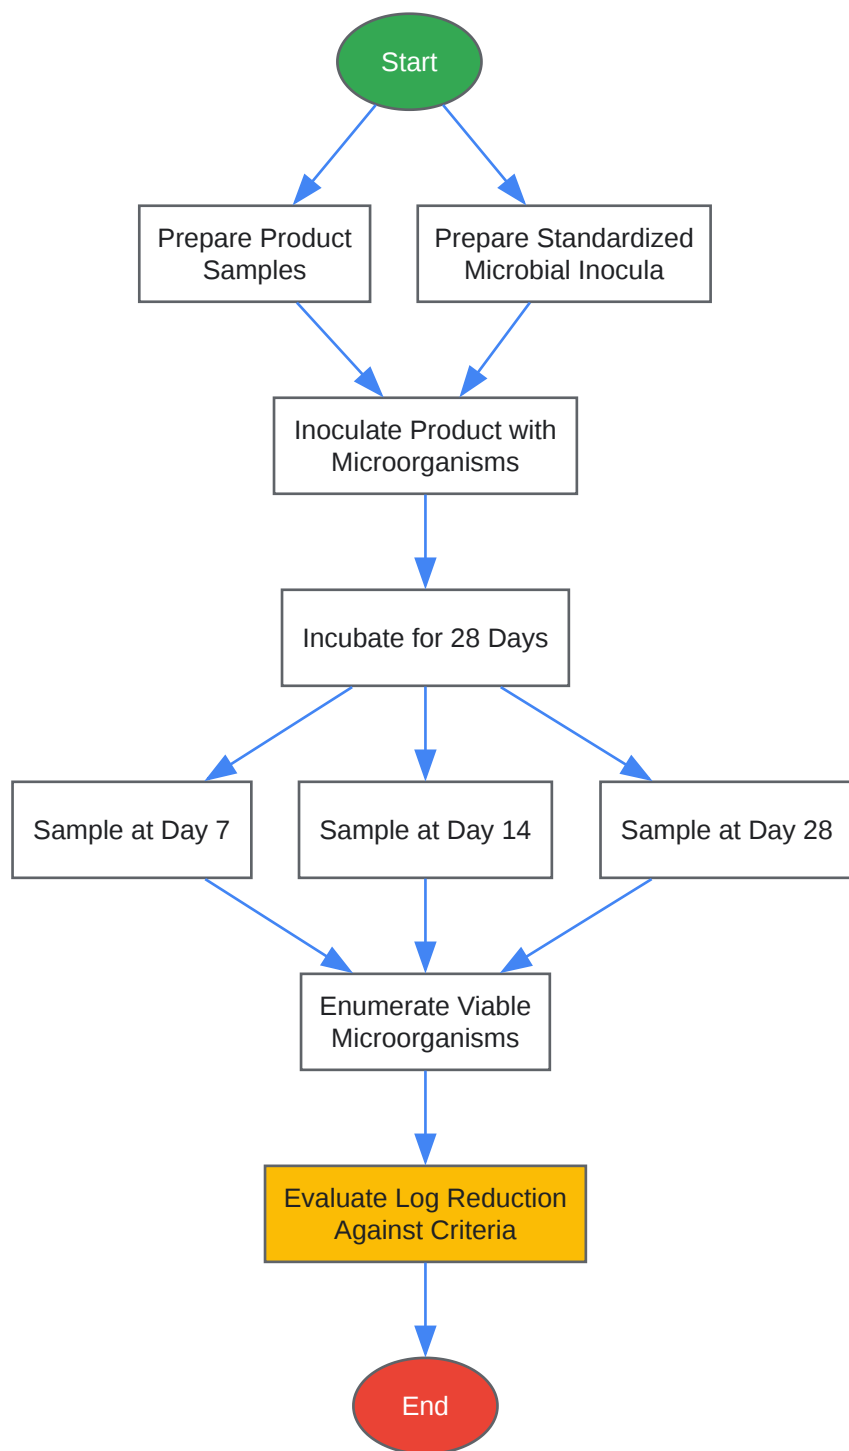 Start
Prepare Product
Samples
Prepare Standardized
Microbial Inocula
Inoculate Product with
Microorganisms
Incubate for 28 Days
Sample at Day 7
Sample at Day 14
Sample at Day 28
Enumerate Viable
Microorganisms
Evaluate Log Reduction
Against Criteria
End